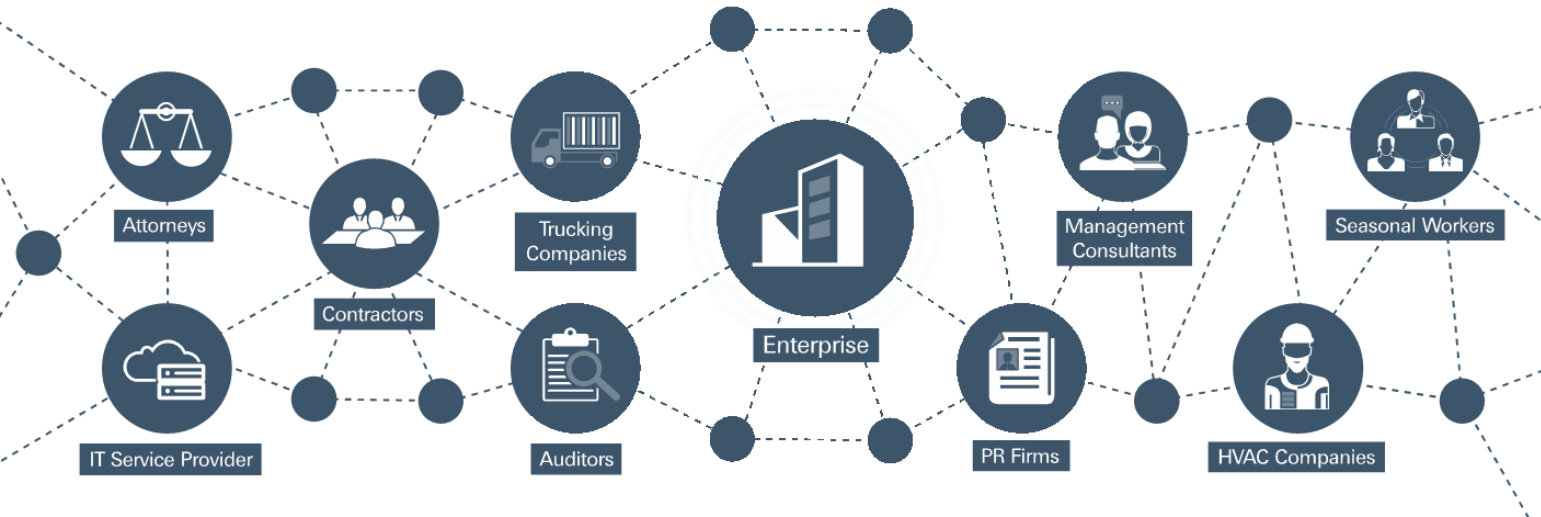 Attorneys
Contractors
IT Service Provider
Trucking
Companies
Auditors
Enterprise
Management
Consultants
PR Firms
Seasonal Workers
HVAC Companies